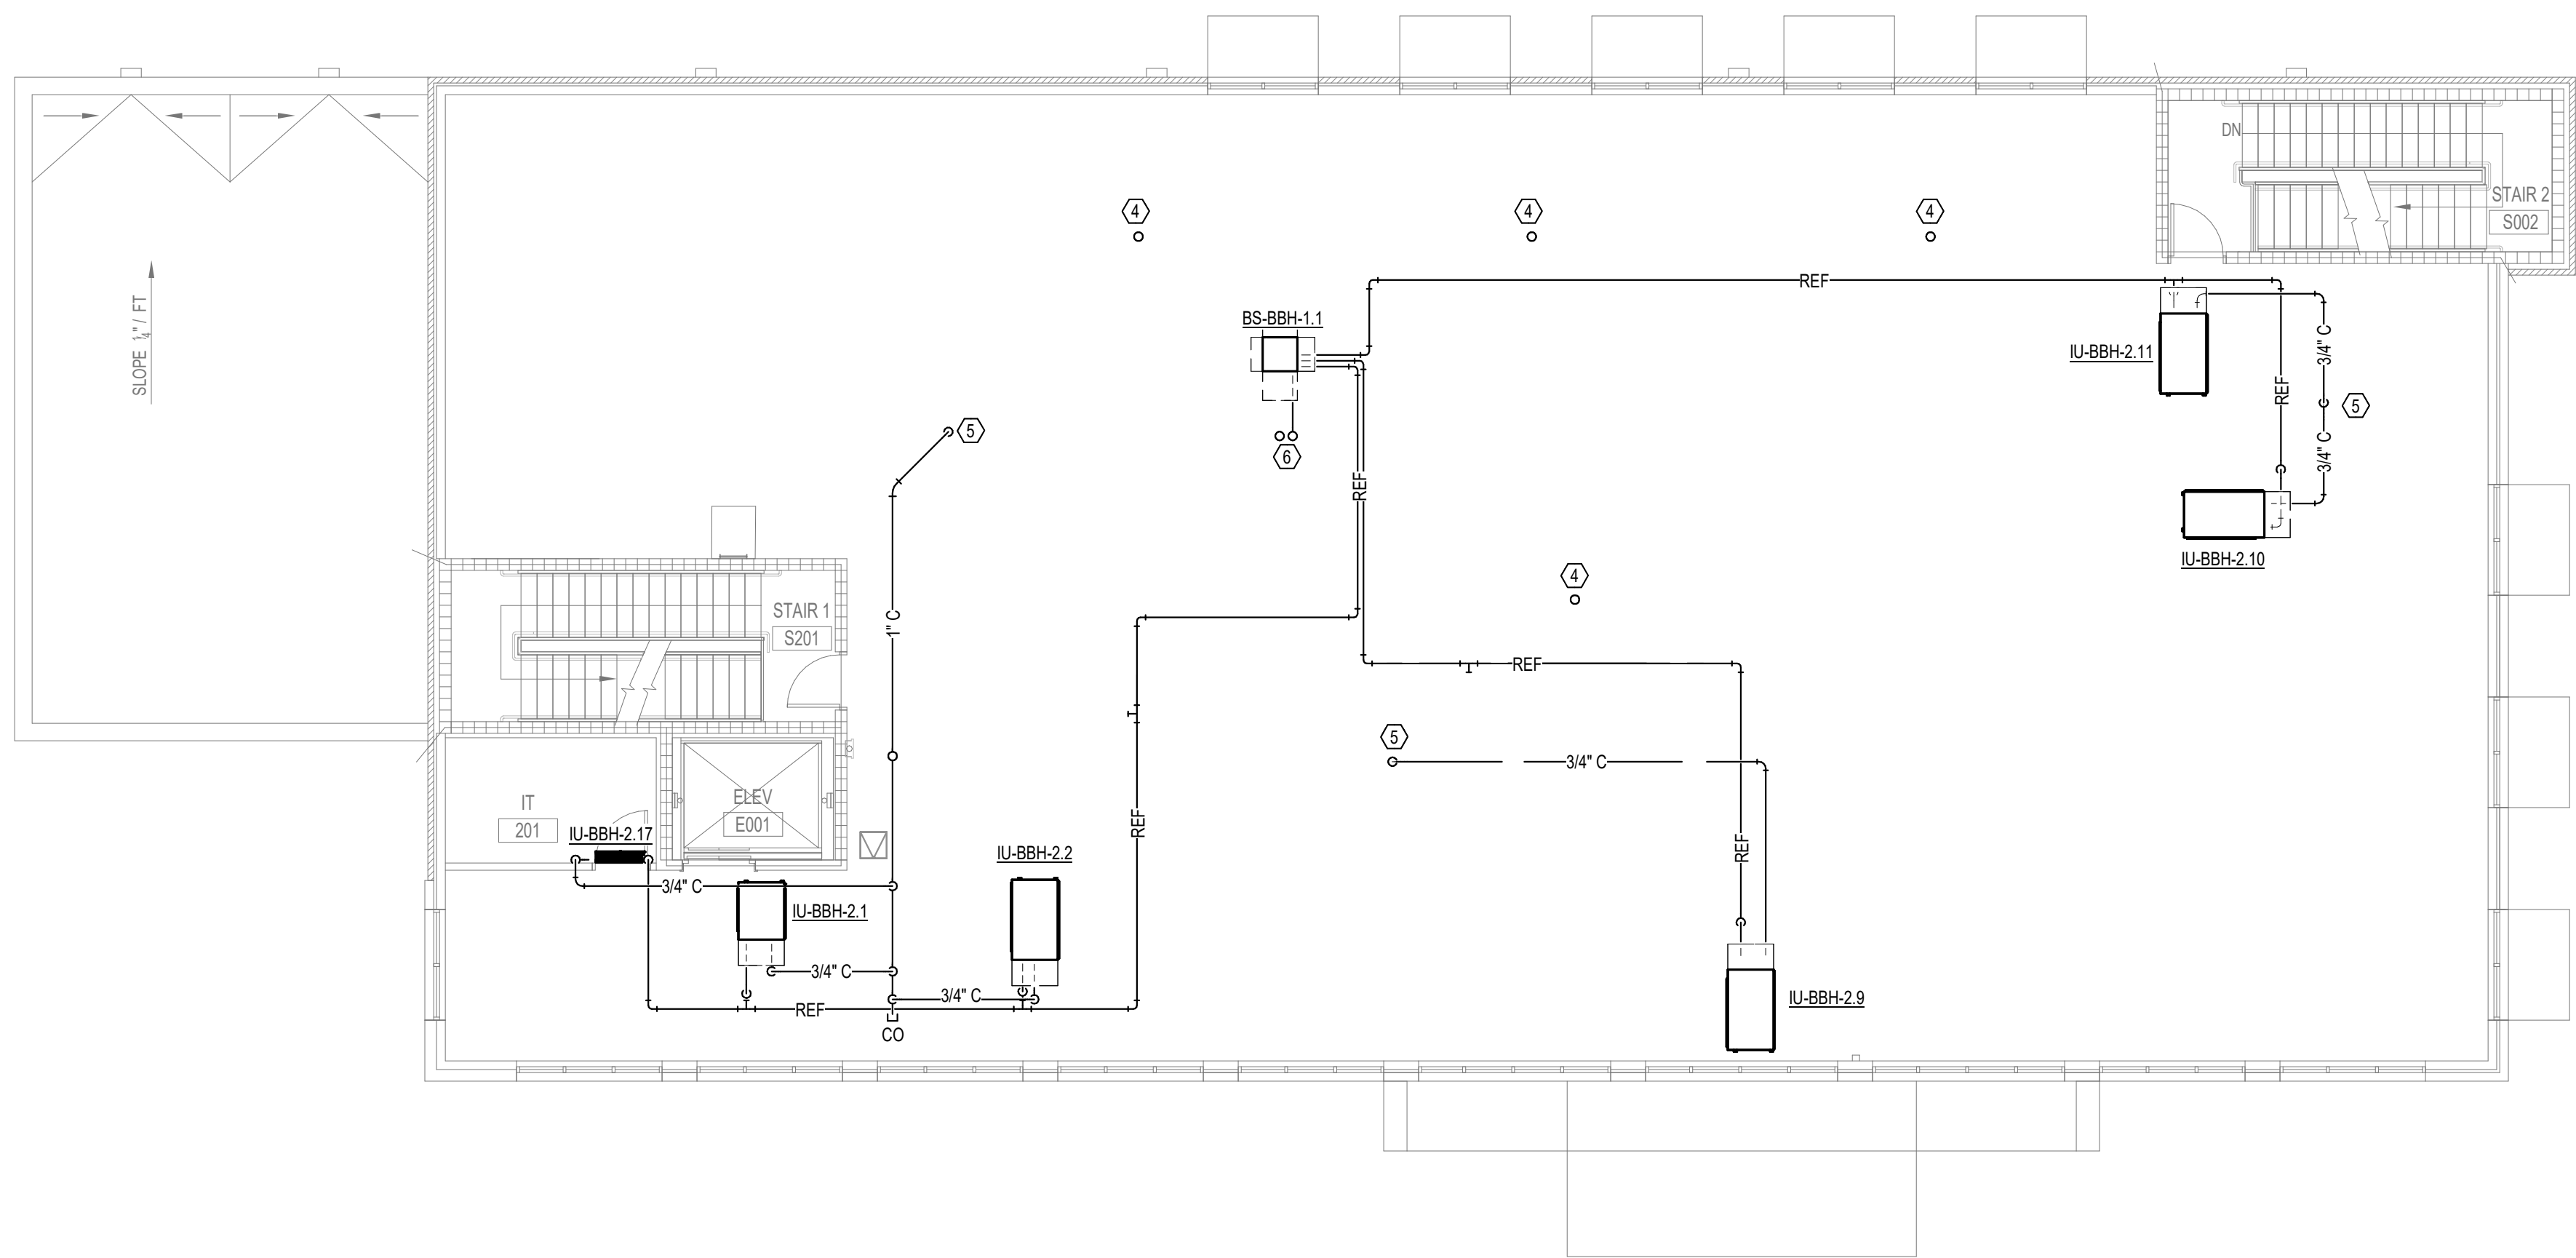 DN
STAIR 2
S002
4
4
4
REF
BS-BBH-1.1
IU-BBH-2.11
3/4" C
REF
5
SLOPE ¼" / FT
5
6
3/4" C
REF
IU-BBH-2.10
4
STAIR 1
S201
1" C
REF
5
3/4" C
IT
201
ELEV
E001
IU-BBH-2.17
REF
REF
IU-BBH-2.2
3/4" C
IU-BBH-2.1
3/4" C
3/4" C
IU-BBH-2.9
REF
CO